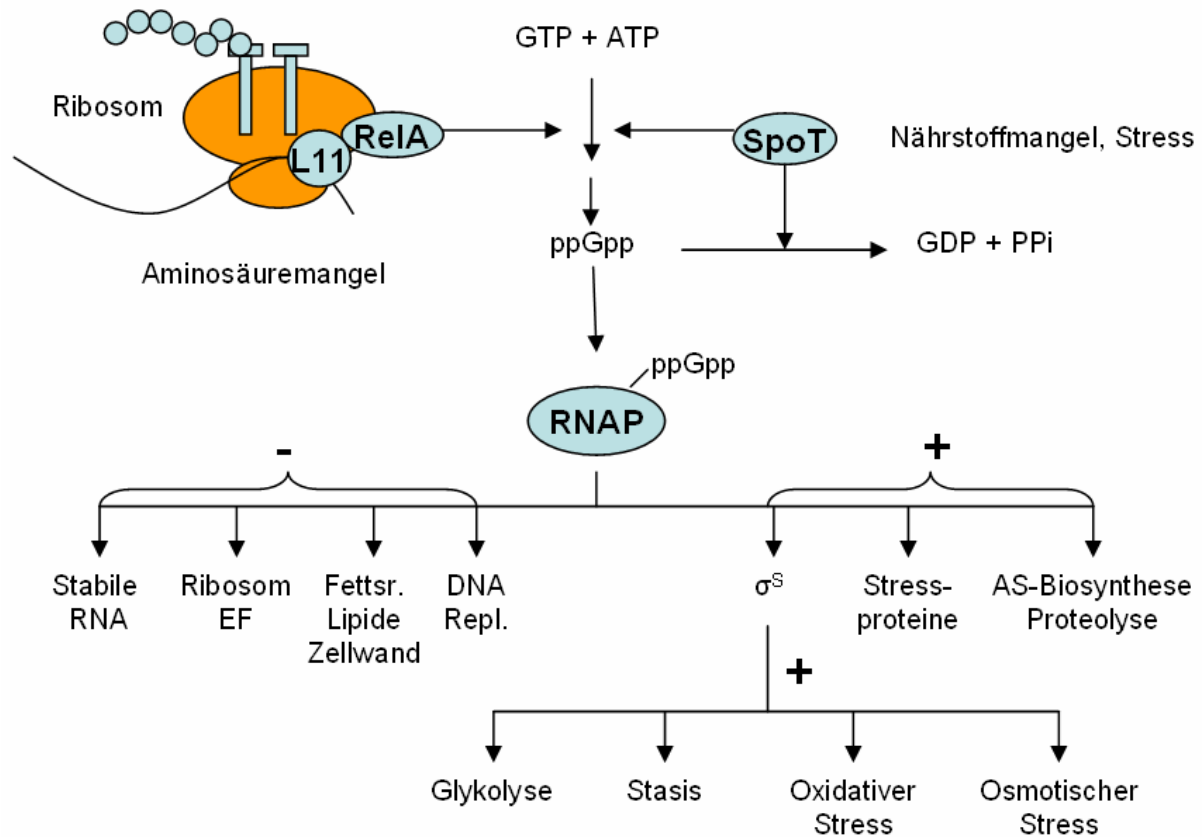 GTP + ATP
Ribosom
RelA
SpoT
Nährstoffmangel, Stress
L11
ppGpp
GDP + PPi
Aminosäuremangel
ppGpp
RNAP
-
+
Stabile
RNA
Ribosom
EF
Fettsr.
Lipide
Zellwand
DNA
Repl.
σS
Stress-
proteine
AS-Biosynthese
Proteolyse
+
Glykolyse
Stasis
Oxidativer
Stress
Osmotischer
Stress